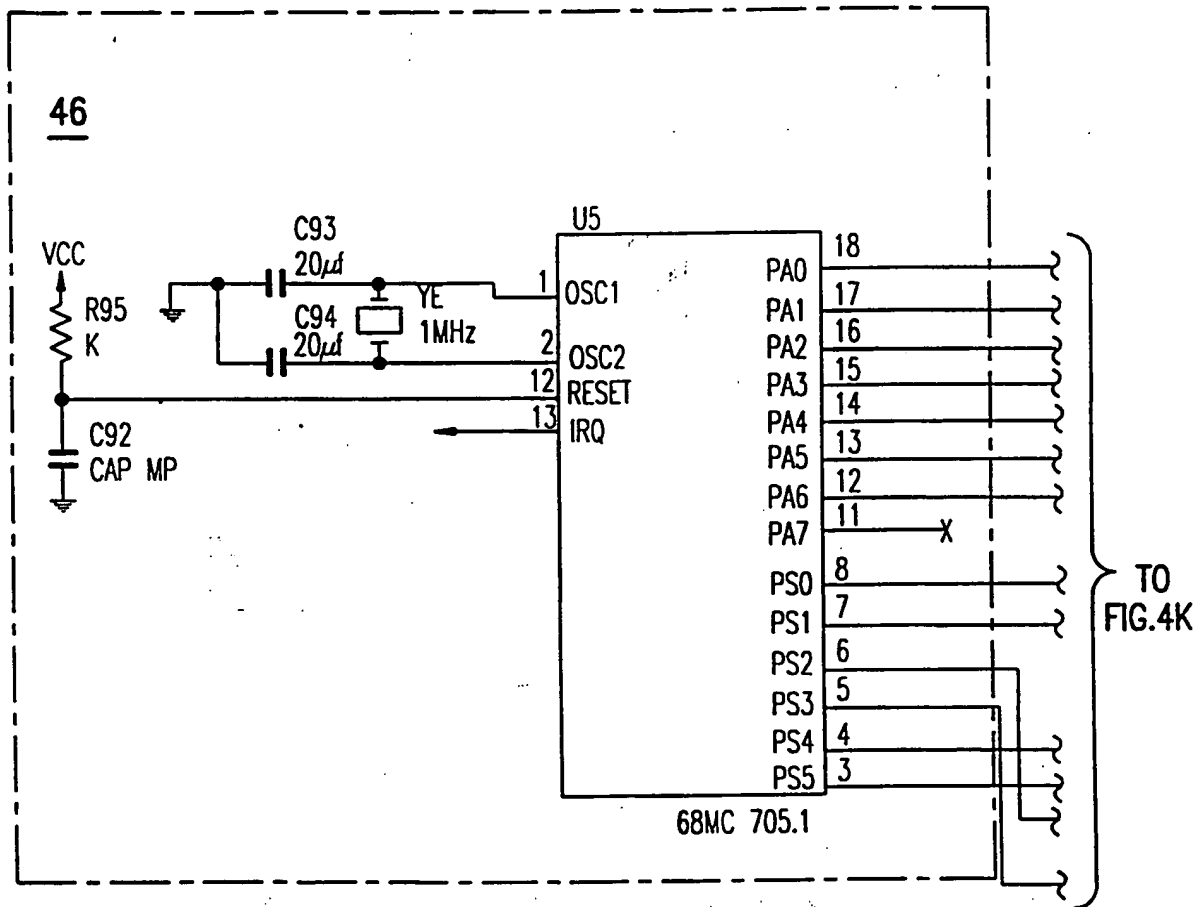 46
VCC
R95
K
C92
CAP MP
C93
20µf
C94
20µf
YE
1MHz
U5
1 OSC1
2 OSC2
12 RESET
13 IRQ
PA0 18
PA1 17
PA2 16
PA3 15
PA4 14
PA5 13
PA6 12
PA7 11
X
PS0 8
PS1 7
PS2 6
PS3 5
PS4 4
PS5 3
68MC 705.1
TO
FIG.4K